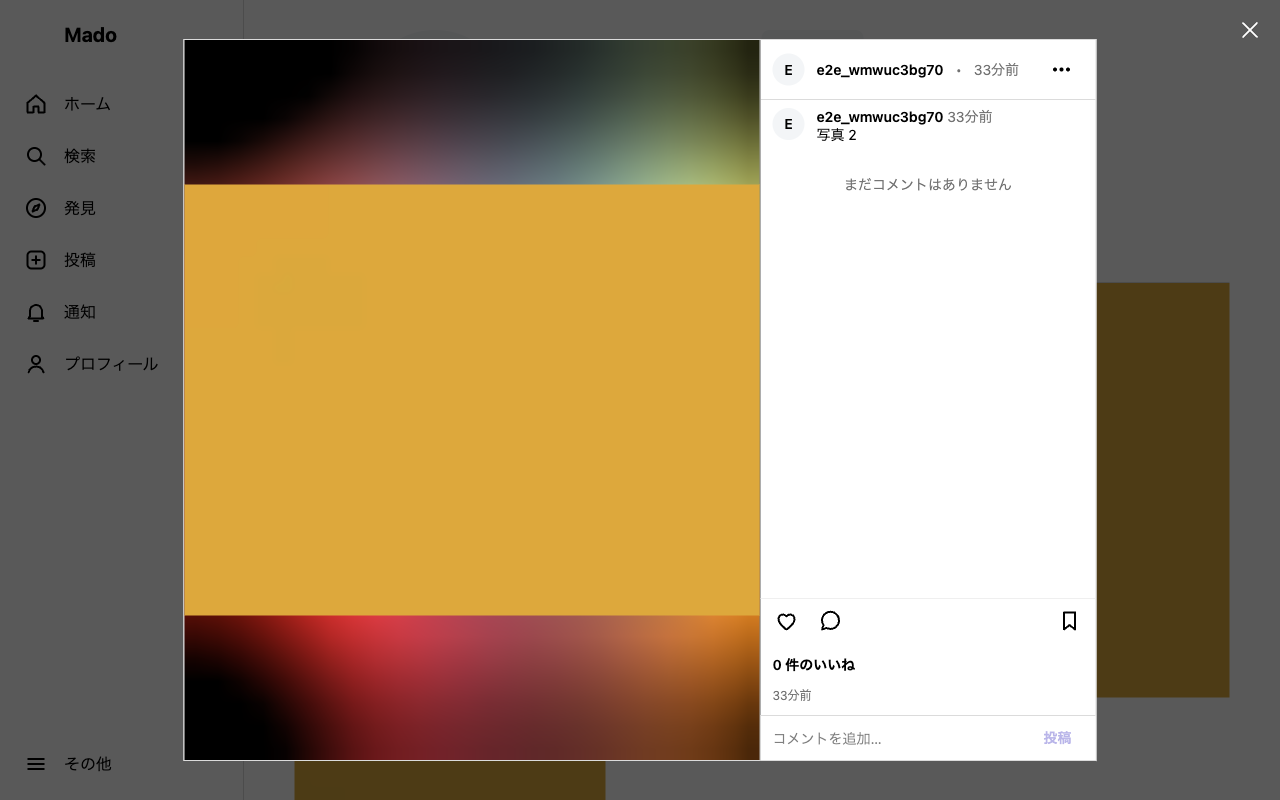 Mado
ホーム
検索
発見
投稿
通知
プロフィール
その他
E e2e_wmwuc3bg70 • 33分前
E e2e_wmwuc3bg70 33分前
写真 2
まだコメントはありません
0 件のいいね
33分前
コメントを追加... 投稿